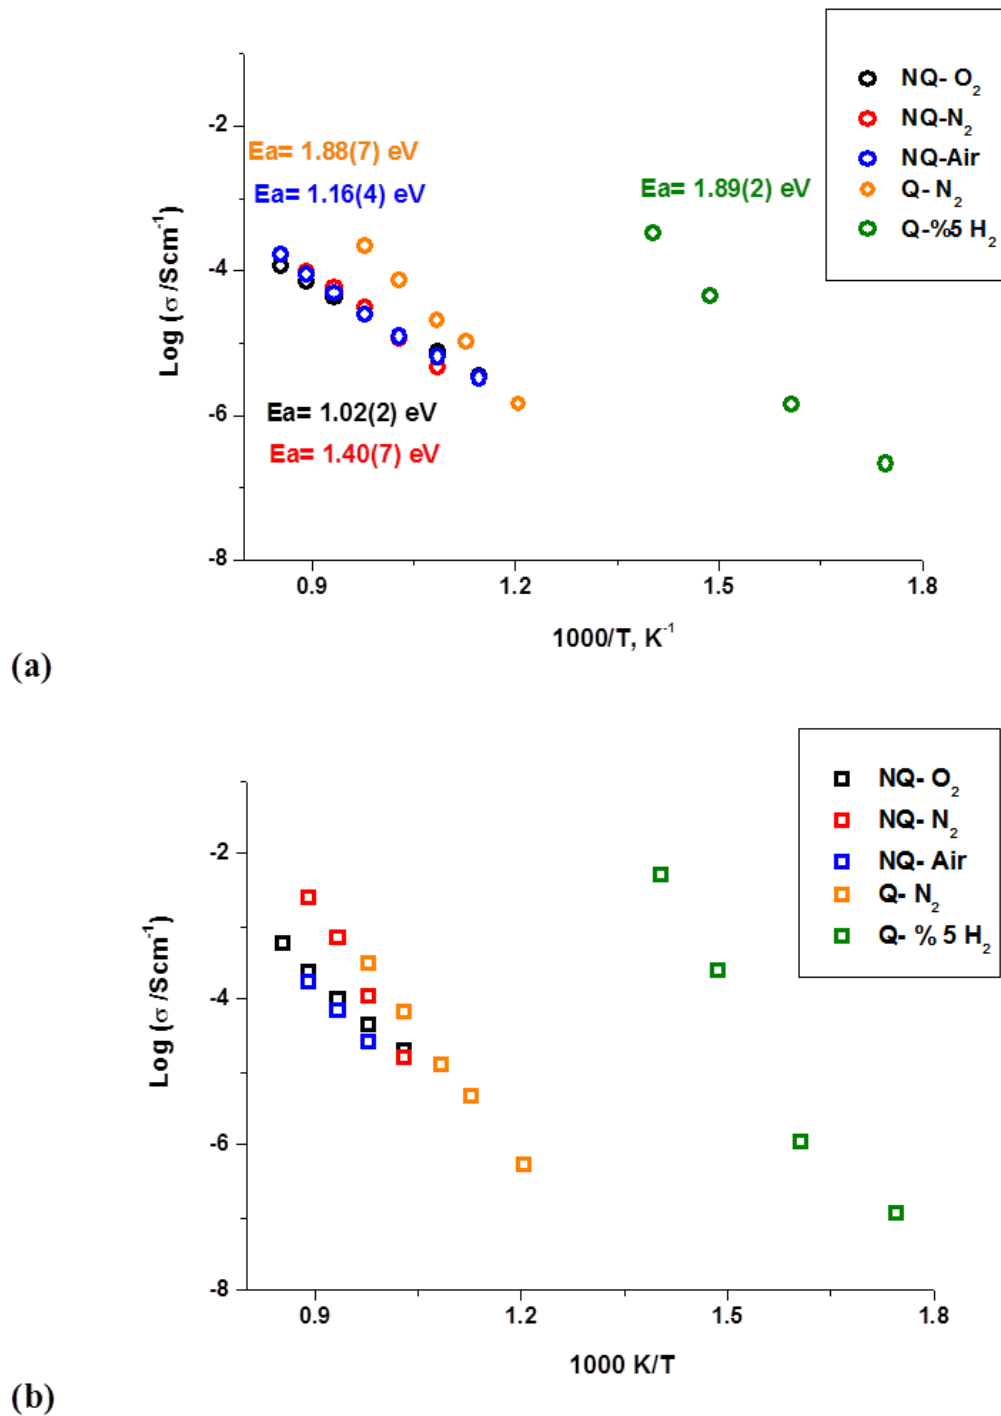 NQ- O₂
NQ-N₂
NQ-Air
Q- N₂
Q-%5 H₂
Ea= 1.88(7) eV
Ea= 1.16(4) eV
Ea= 1.89(2) eV
Ea= 1.02(2) eV
Ea= 1.40(7) eV
-2
-4
-6
-8
Log (σ /Scm⁻¹)
0.9 1.2 1.5 1.8
1000/T, K⁻¹
(a)
NQ- O₂
NQ- N₂
NQ- Air
Q- N₂
Q- % 5 H₂
-2
-4
-6
-8
Log (σ /Scm⁻¹)
0.9 1.2 1.5 1.8
1000 K/T
(b)